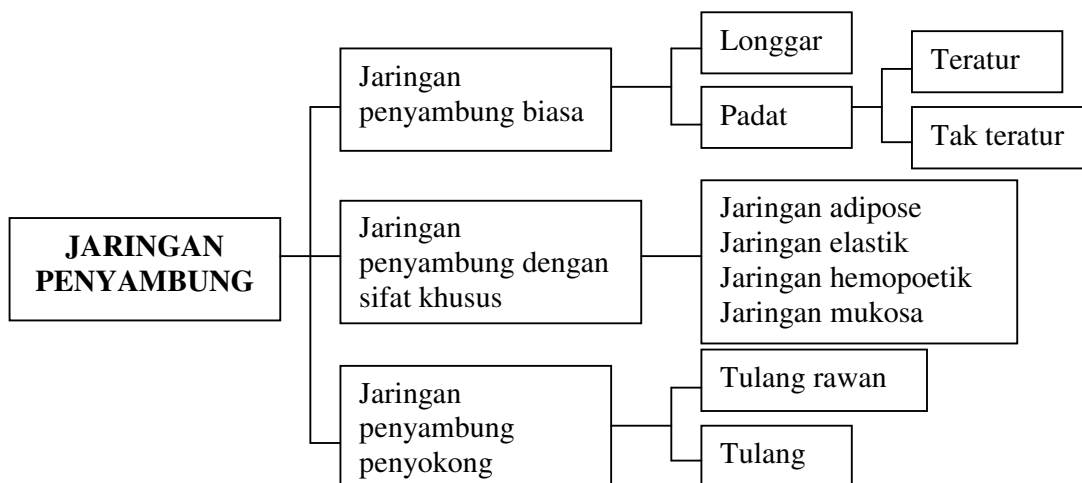 JARINGAN
PENYAMBUNG
Jaringan
penyambung biasa
Longgar
Padat
Teratur
Tak teratur
Jaringan
penyambung dengan
sifat khusus
Jaringan adipose
Jaringan elastik
Jaringan hemopoetik
Jaringan mukosa
Jaringan
penyambung
penyokong
Tulang rawan
Tulang